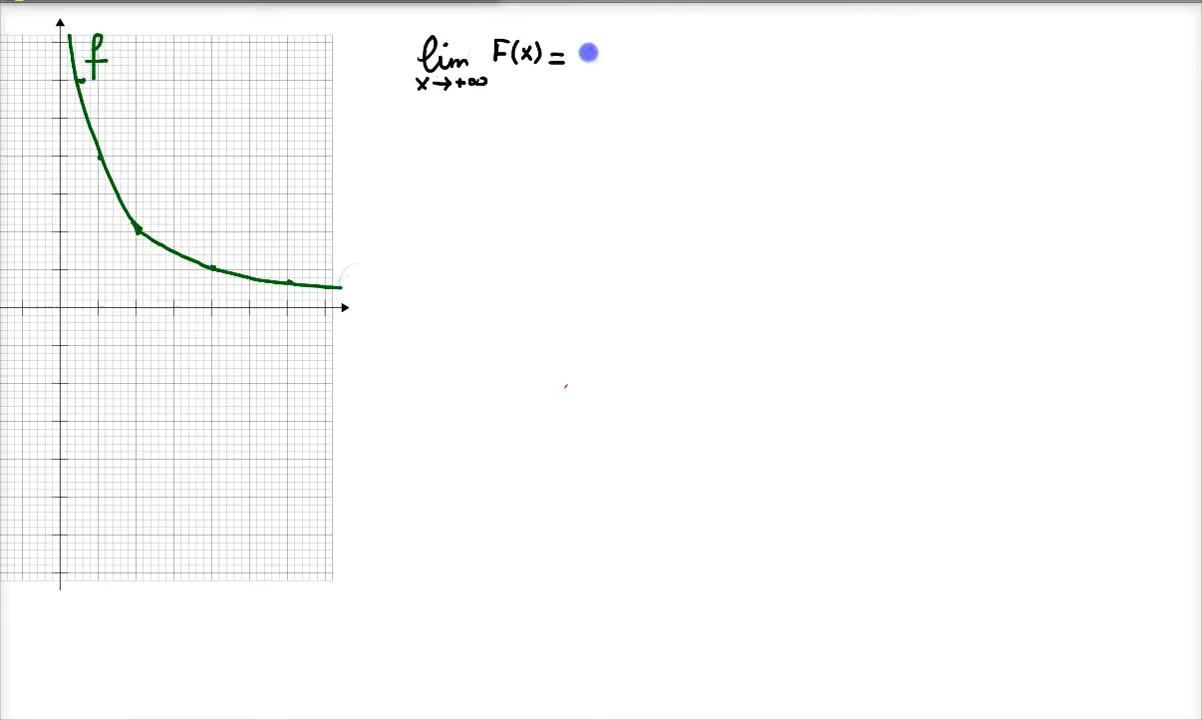 f
lim F(x) =
x→+∞